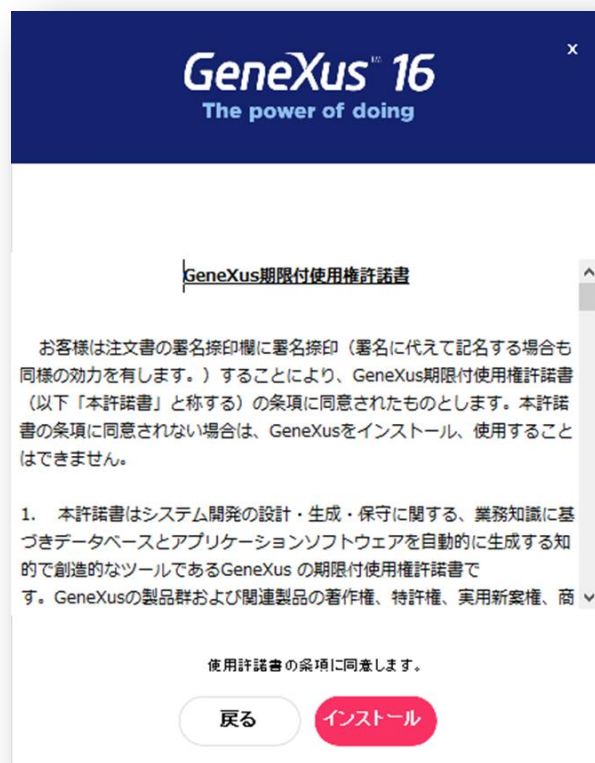 x
GeneXus™ 16
The power of doing
GeneXus期限付使用権許諾書
お客様は注文書の署名捺印欄に署名捺印（署名に代えて記名する場合も
同様の効力を有します。）することにより、GeneXus期限付使用権許諾書
（以下「本許諾書」と称する）の条項に同意されたものとします。本許諾
書の条項に同意されない場合は、GeneXusをインストール、使用すること
はできません。
1.　本許諾書はシステム開発の設計・生成・保守に関する、業務知識に基
づきデータベースとアプリケーションソフトウェアを自動的に生成する知
的で創造的なツールであるGeneXus の期限付使用権許諾書で
す。GeneXusの製品群および関連製品の著作権、特許権、実用新案権、商
使用許諾書の条項に同意します。
戻る
インストール